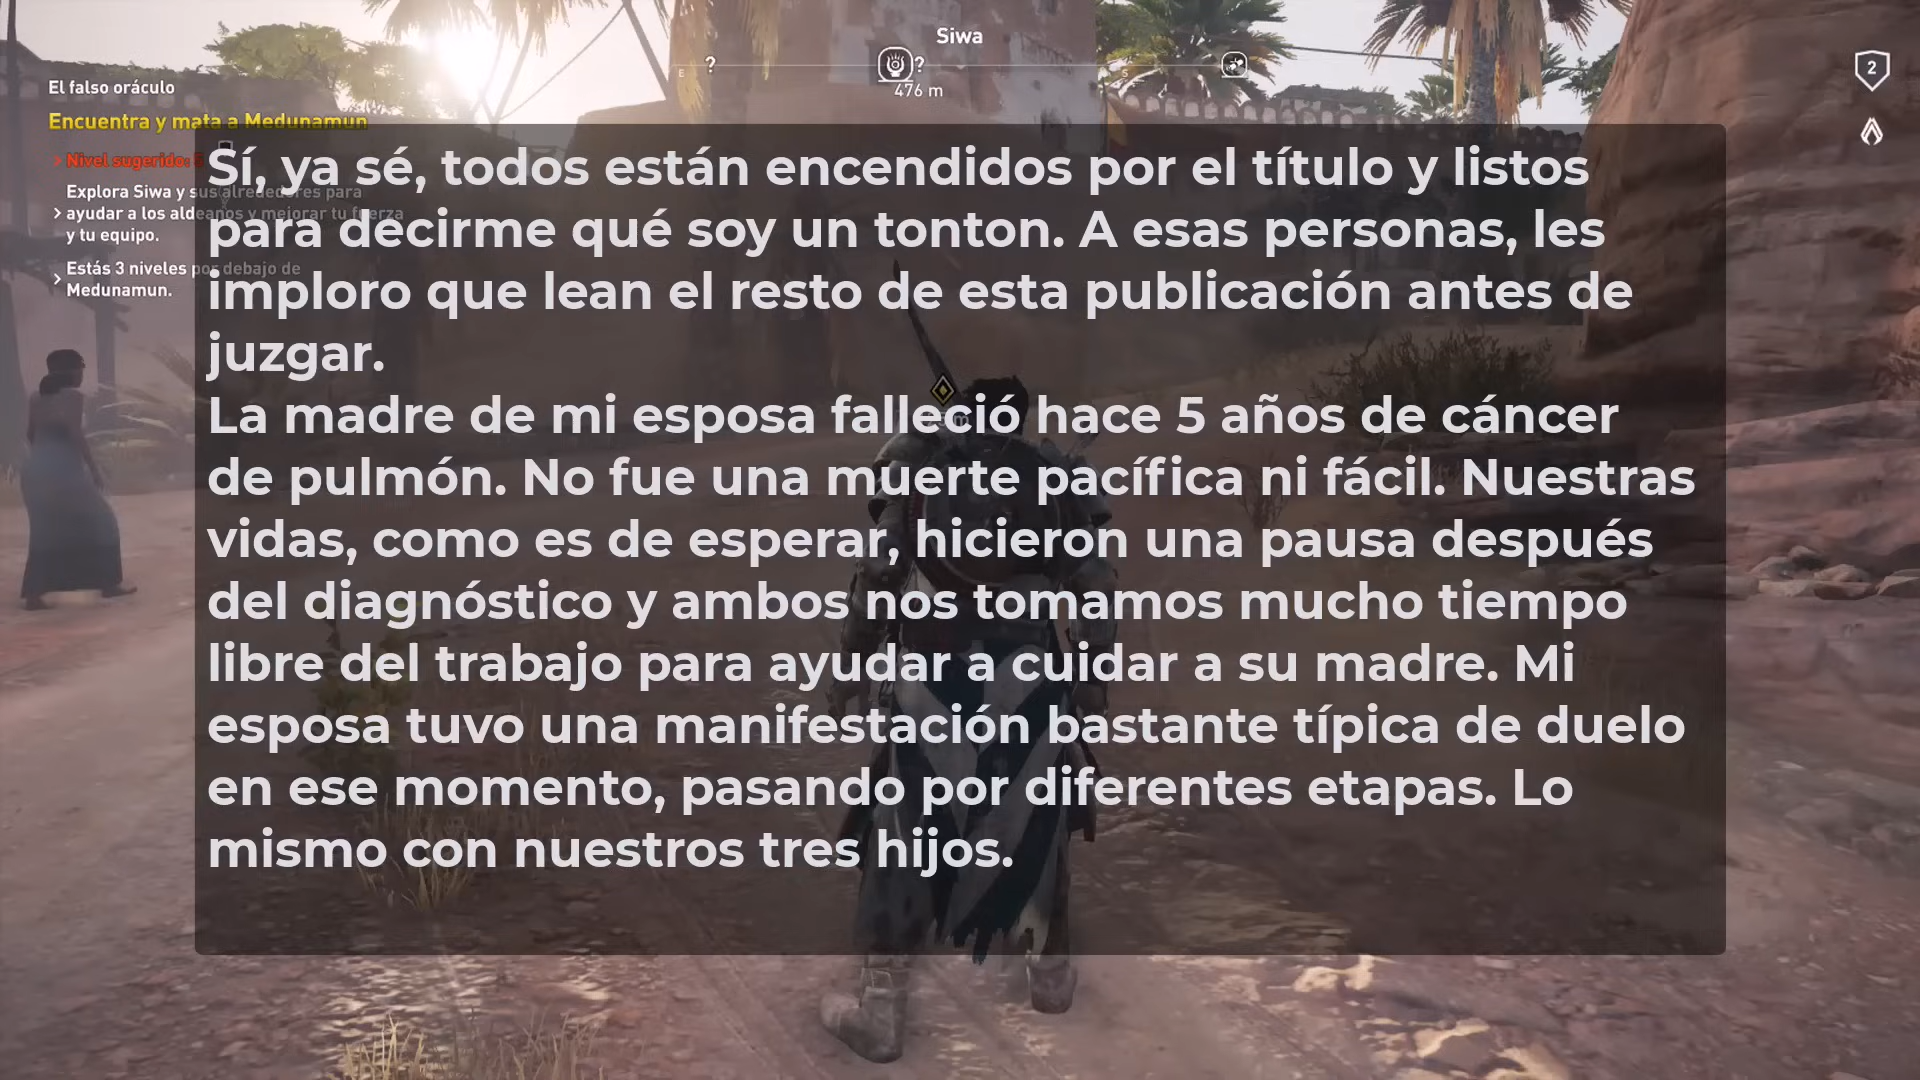 Siwa
?
?
476 m
2
El falso oráculo
Encuentra y mata a Medunamun
> Nivel sugerido: 5
Explora Siwa y sus alrededores para
> ayudar a los aldeanos y mejorar tu fuerza
y tu equipo.
> Estás 3 niveles por debajo de
Medunamun.
Sí, ya sé, todos están encendidos por el título y listos
para decirme qué soy un tonton. A esas personas, les
imploro que lean el resto de esta publicación antes de
juzgar.
La madre de mi esposa falleció hace 5 años de cáncer
de pulmón. No fue una muerte pacífica ni fácil. Nuestras
vidas, como es de esperar, hicieron una pausa después
del diagnóstico y ambos nos tomamos mucho tiempo
libre del trabajo para ayudar a cuidar a su madre. Mi
esposa tuvo una manifestación bastante típica de duelo
en ese momento, pasando por diferentes etapas. Lo
mismo con nuestros tres hijos.